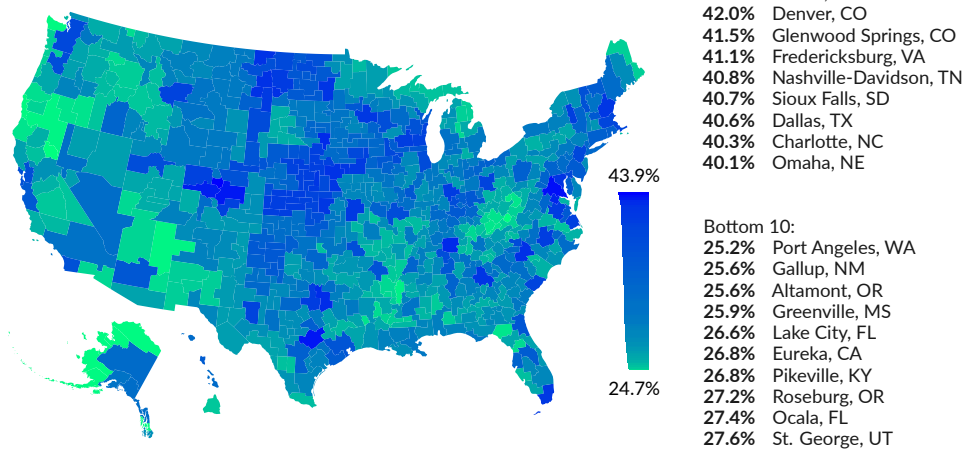 42.0% Denver, CO
41.5% Glenwood Springs, CO
41.1% Fredericksburg, VA
40.8% Nashville-Davidson, TN
40.7% Sioux Falls, SD
40.6% Dallas, TX
40.3% Charlotte, NC
40.1% Omaha, NE
43.9%
24.7%
Bottom 10:
25.2% Port Angeles, WA
25.6% Gallup, NM
25.6% Altamont, OR
25.9% Greenville, MS
26.6% Lake City, FL
26.8% Eureka, CA
26.8% Pikeville, KY
27.2% Roseburg, OR
27.4% Ocala, FL
27.6% St. George, UT